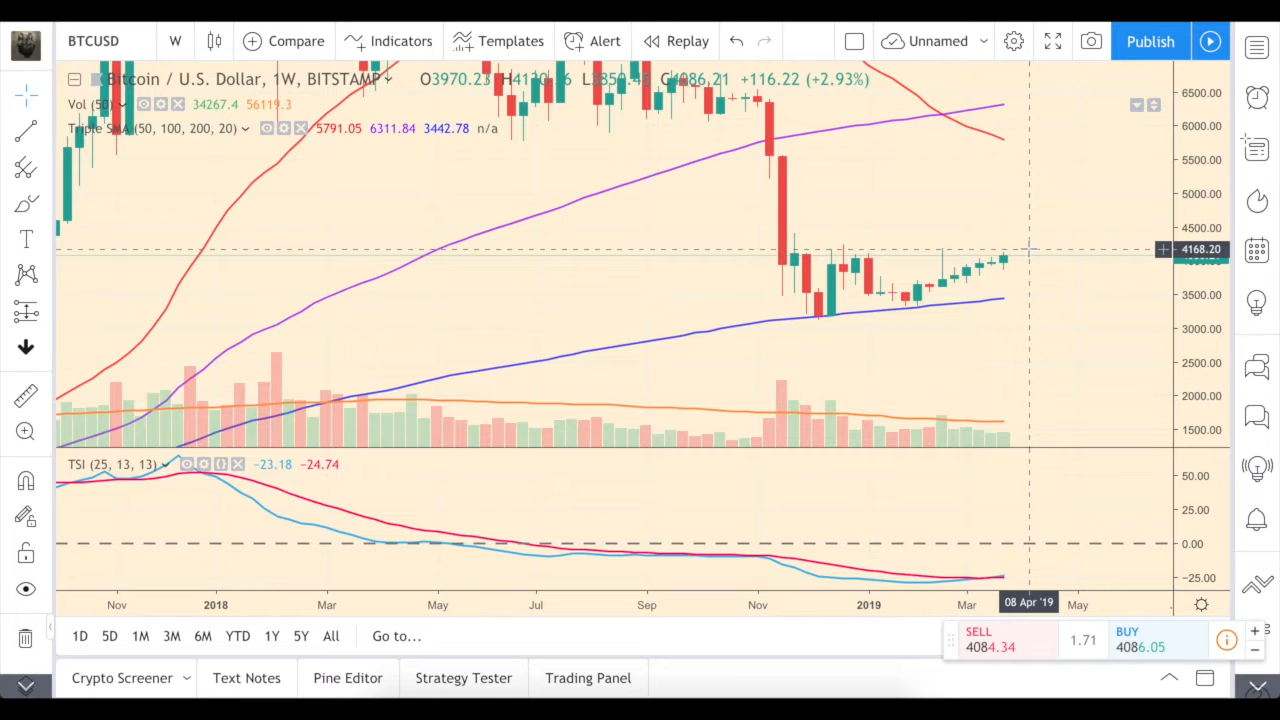 BTCUSD W Compare Indicators Templates Alert Replay Unnamed Publish
Bitcoin / U.S. Dollar, 1W, BITSTAMP O3970.23 C4086.21 +116.22 (+2.93%)
Vol (50) 34267.4 56119.3
Triple SMA (50, 100, 200, 20) 5791.05 6311.84 3442.78 n/a
6500.00
6000.00
5500.00
5000.00
4500.00
4168.20
3500.00
3000.00
2500.00
2000.00
1500.00
TSI (25, 13, 13) −23.18 −24.74
50.00
25.00
0.00
−25.00
Nov 2018 Mar May Jul Sep Nov 2019 Mar 08 Apr '19 May
1D 5D 1M 3M 6M YTD 1Y 5Y All Go to...
SELL 1.71 BUY
4084.34 4086.05
Crypto Screener Text Notes Pine Editor Strategy Tester Trading Panel